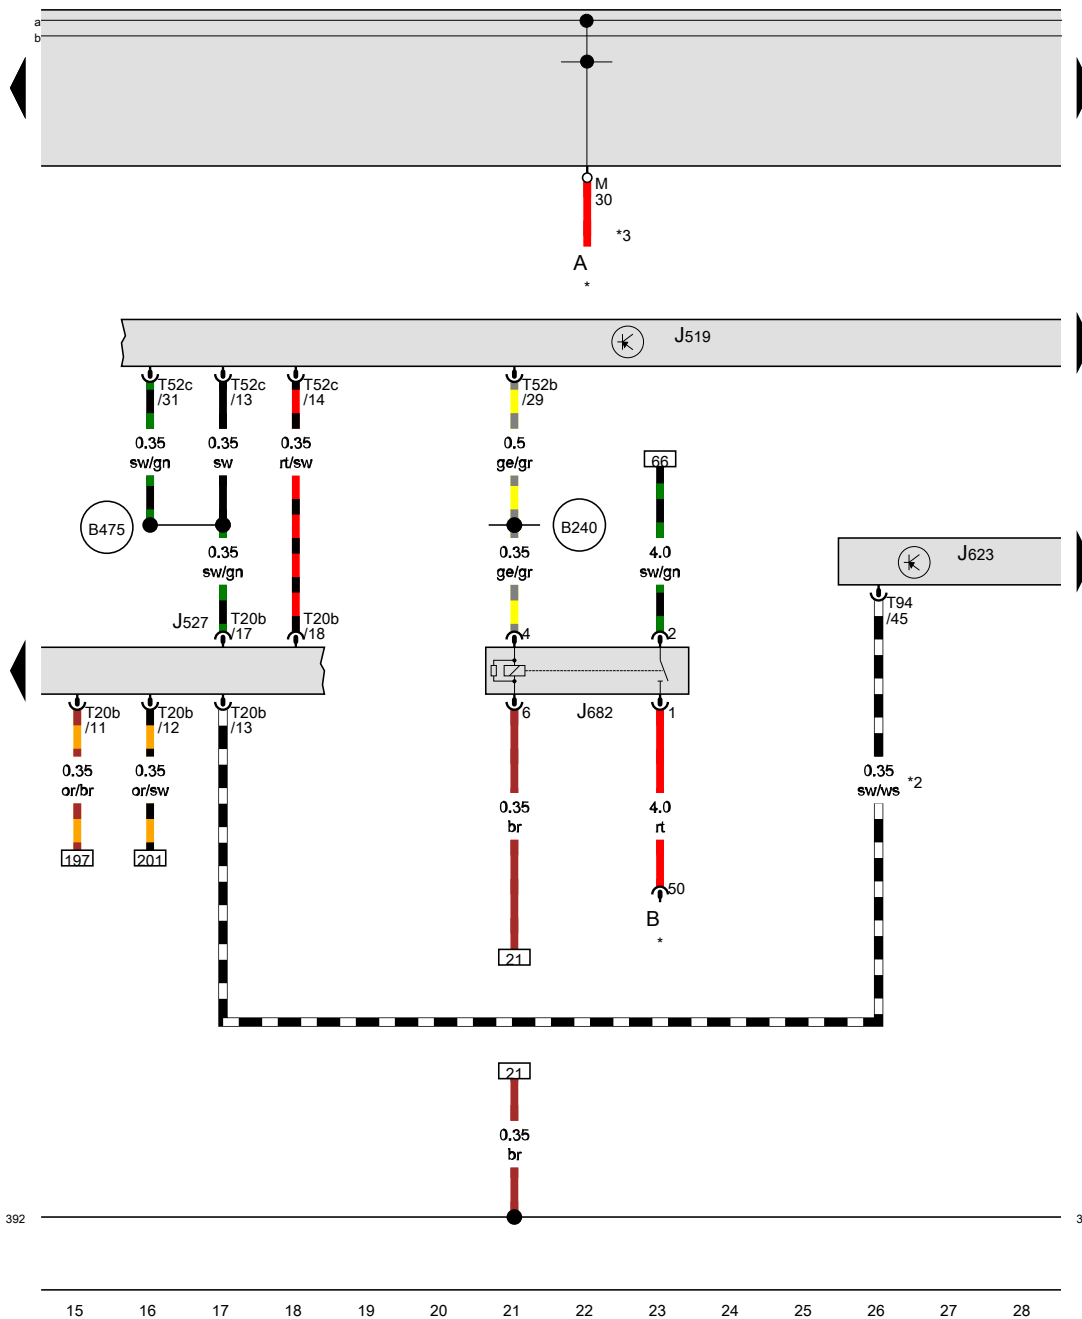 a
b
M
30
*3
A
*
J519
T52c
/31
T52c
/13
T52c
/14
T52b
/29
0.35
sw/gn
0.35
sw
0.35
rt/sw
0.5
ge/gr
66
B475
B240
0.35
sw/gn
0.35
ge/gr
4.0
sw/gn
J623
T94
/45
J527
T20b
/17
T20b
/18
4
2
T20b
/11
T20b
/12
T20b
/13
6
J682
1
0.35
or/br
0.35
or/sw
0.35
br
4.0
rt
0.35
sw/ws
*2
197
201
50
B
*
21
21
0.35
br
392
3
15 16 17 18 19 20 21 22 23 24 25 26 27 28